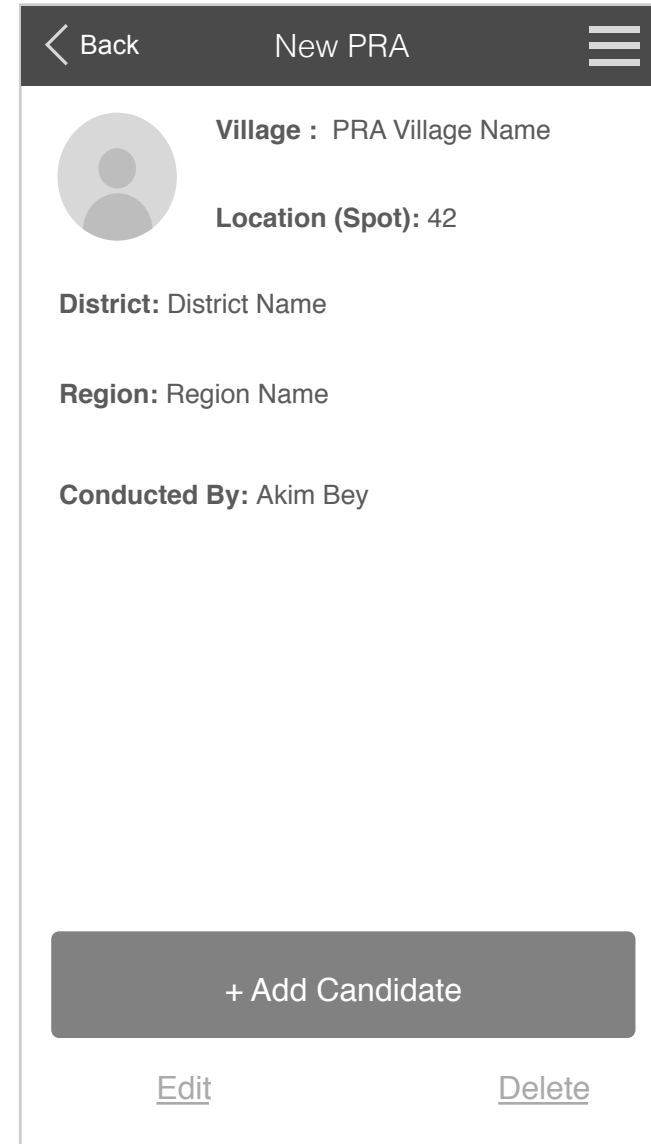 Back
New PRA
Village : PRA Village Name
Location (Spot): 42
District: District Name
Region: Region Name
Conducted By: Akim Bey
+ Add Candidate
Edit
Delete